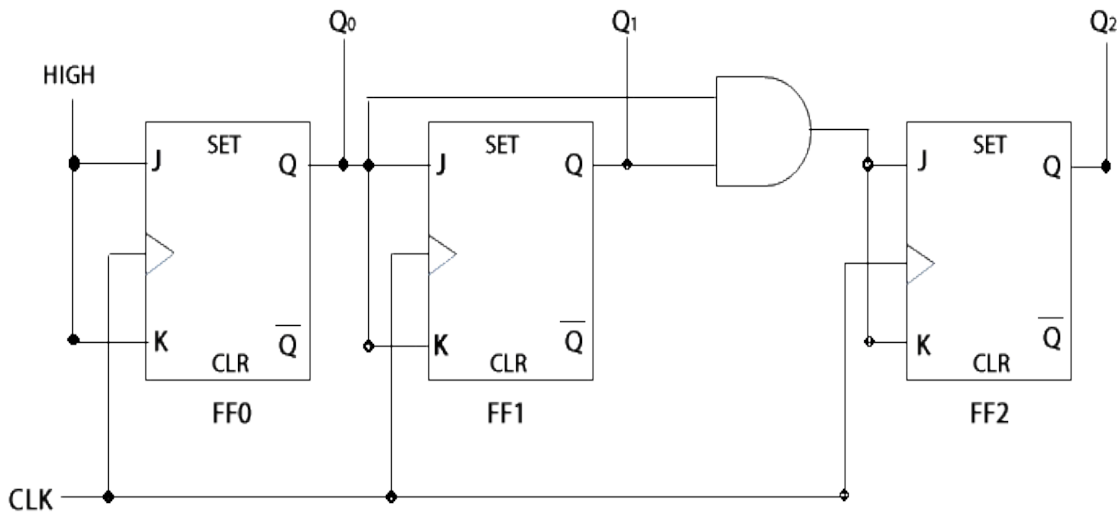 Q0 Q1 Q2
HIGH
SET SET SET
J Q J Q J Q
K Q K Q K Q
CLR CLR CLR
FF0 FF1 FF2
CLK